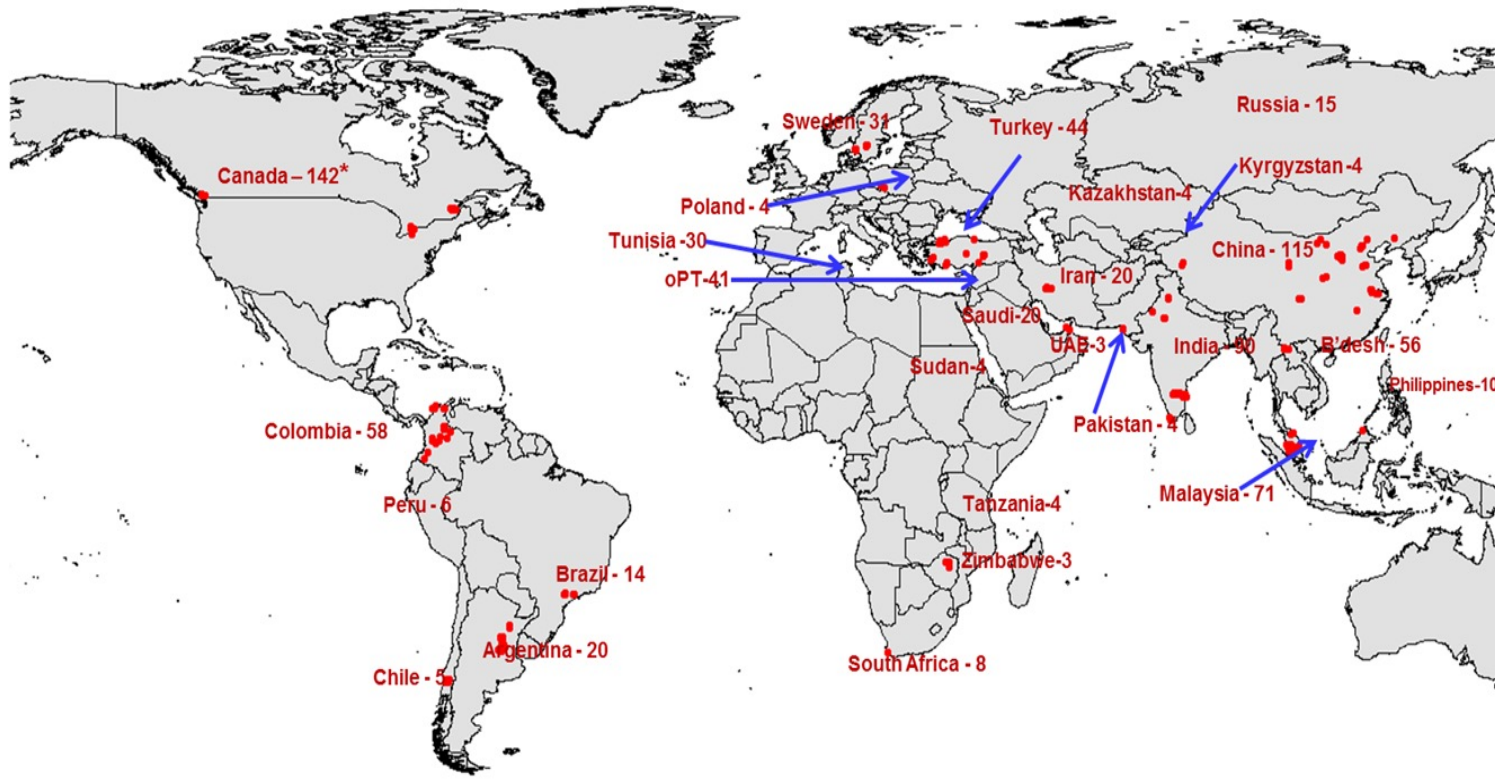 Russia - 15
Sweden - 31
Turkey - 44
Canada – 142*
Kyrgyzstan - 4
Kazakhstan-4
Poland - 4
Tunisia -30
China - 115
oPT-41
Iran - 20
Saudi-20
UAE-3
India - 90
B'desh - 56
Sudan-4
Philippines-10
Colombia - 58
Pakistan - 4
Malaysia - 71
Peru - 6
Tanzania-4
Zimbabwe-3
Brazil - 14
Argentina - 20
South Africa - 8
Chile - 5